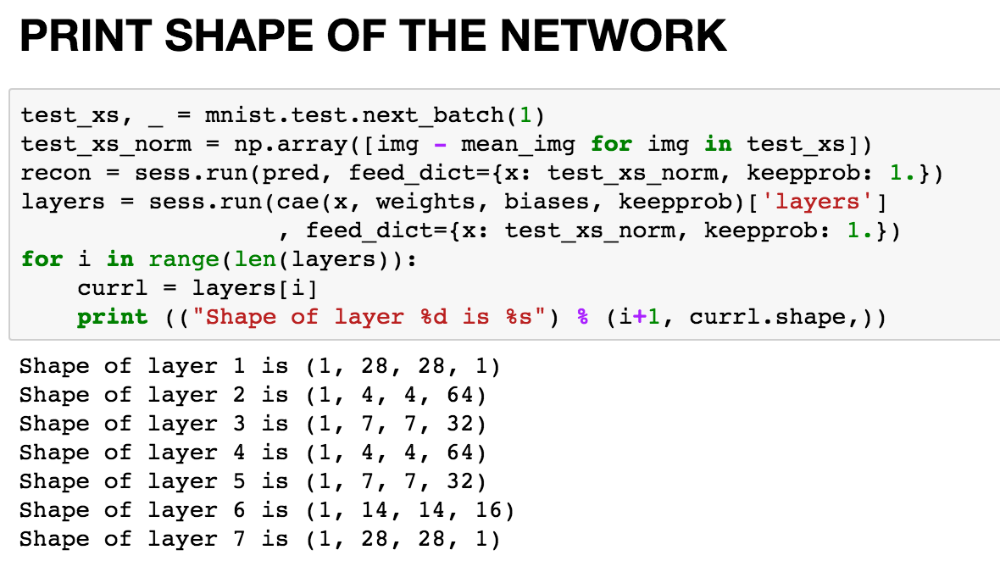 PRINT SHAPE OF THE NETWORK
test_xs, _ = mnist.test.next_batch(1)
test_xs_norm = np.array([img - mean_img for img in test_xs])
recon = sess.run(pred, feed_dict={x: test_xs_norm, keepprob: 1.})
layers = sess.run(cae(x, weights, biases, keepprob)['layers']
                  , feed_dict={x: test_xs_norm, keepprob: 1.})
for i in range(len(layers)):
    currl = layers[i]
    print (("Shape of layer %d is %s") % (i+1, currl.shape,))
Shape of layer 1 is (1, 28, 28, 1)
Shape of layer 2 is (1, 4, 4, 64)
Shape of layer 3 is (1, 7, 7, 32)
Shape of layer 4 is (1, 4, 4, 64)
Shape of layer 5 is (1, 7, 7, 32)
Shape of layer 6 is (1, 14, 14, 16)
Shape of layer 7 is (1, 28, 28, 1)